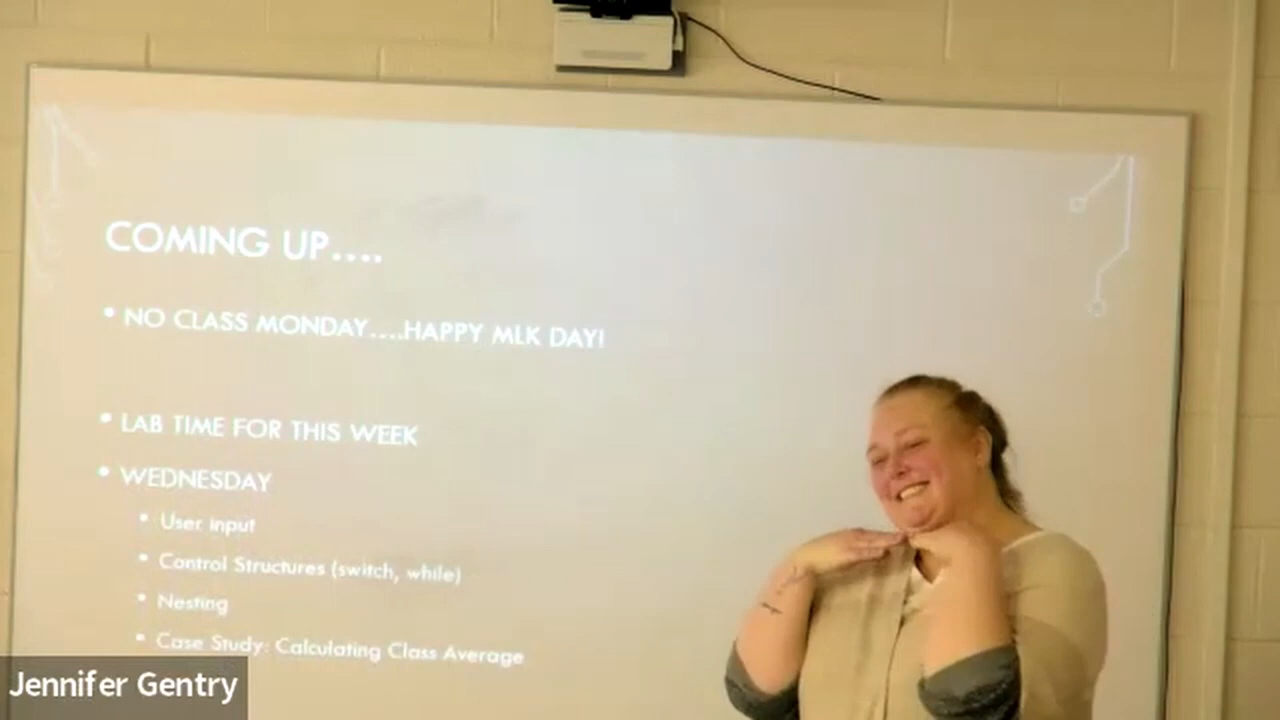 COMING UP....
• NO CLASS MONDAY....HAPPY MLK DAY!
• LAB TIME FOR THIS WEEK
• WEDNESDAY
• User input
• Control Structures (switch, while)
• Nesting
• Case Study: Calculating Class Average
Jennifer Gentry